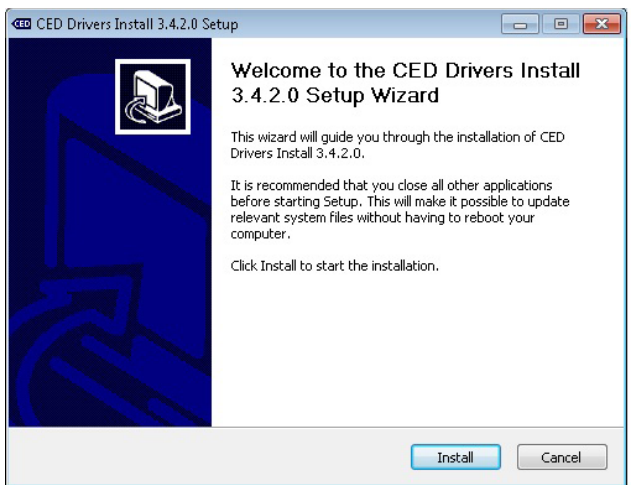 CED CED Drivers Install 3.4.2.0 Setup
Welcome to the CED Drivers Install
3.4.2.0 Setup Wizard
This wizard will guide you through the installation of CED
Drivers Install 3.4.2.0.
It is recommended that you close all other applications
before starting Setup. This will make it possible to update
relevant system files without having to reboot your
computer.
Click Install to start the installation.
Install Cancel